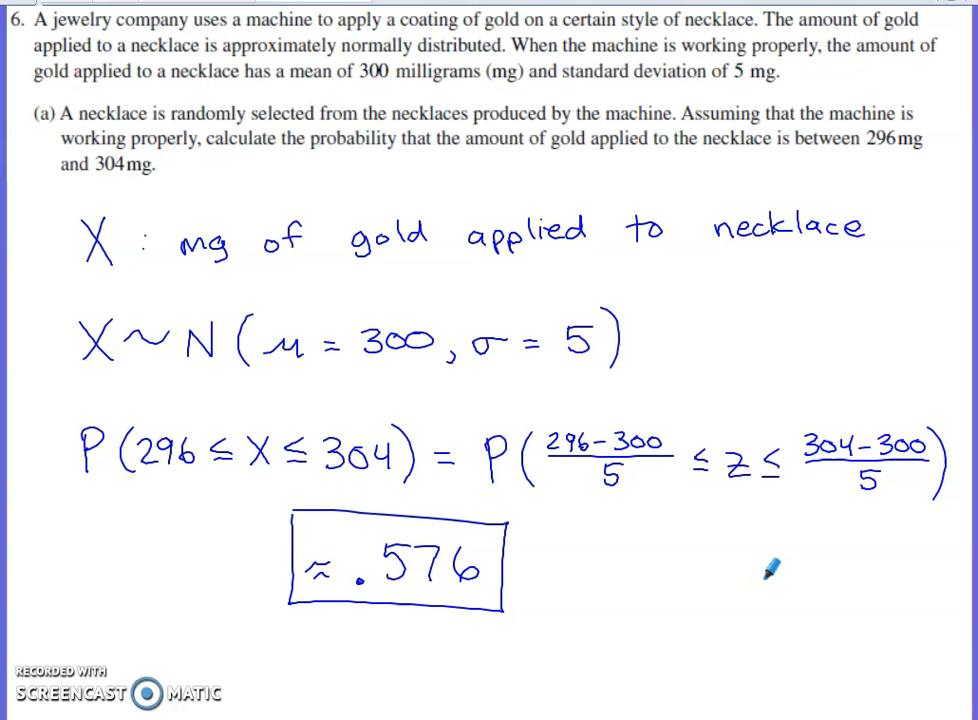 6. A jewelry company uses a machine to apply a coating of gold on a certain style of necklace. The amount of gold
applied to a necklace is approximately normally distributed. When the machine is working properly, the amount of
gold applied to a necklace has a mean of 300 milligrams (mg) and standard deviation of 5 mg.
(a) A necklace is randomly selected from the necklaces produced by the machine. Assuming that the machine is
working properly, calculate the probability that the amount of gold applied to the necklace is between 296 mg
and 304 mg.
X : mg of gold applied to necklace
X ~ N ( μ = 300 , σ = 5 )
P ( 296 ≤ X ≤ 304 ) = P ( (296-300)/5 ≤ z ≤ (304-300)/5 )
≈ .576
RECORDED WITH
SCREENCAST MATIC